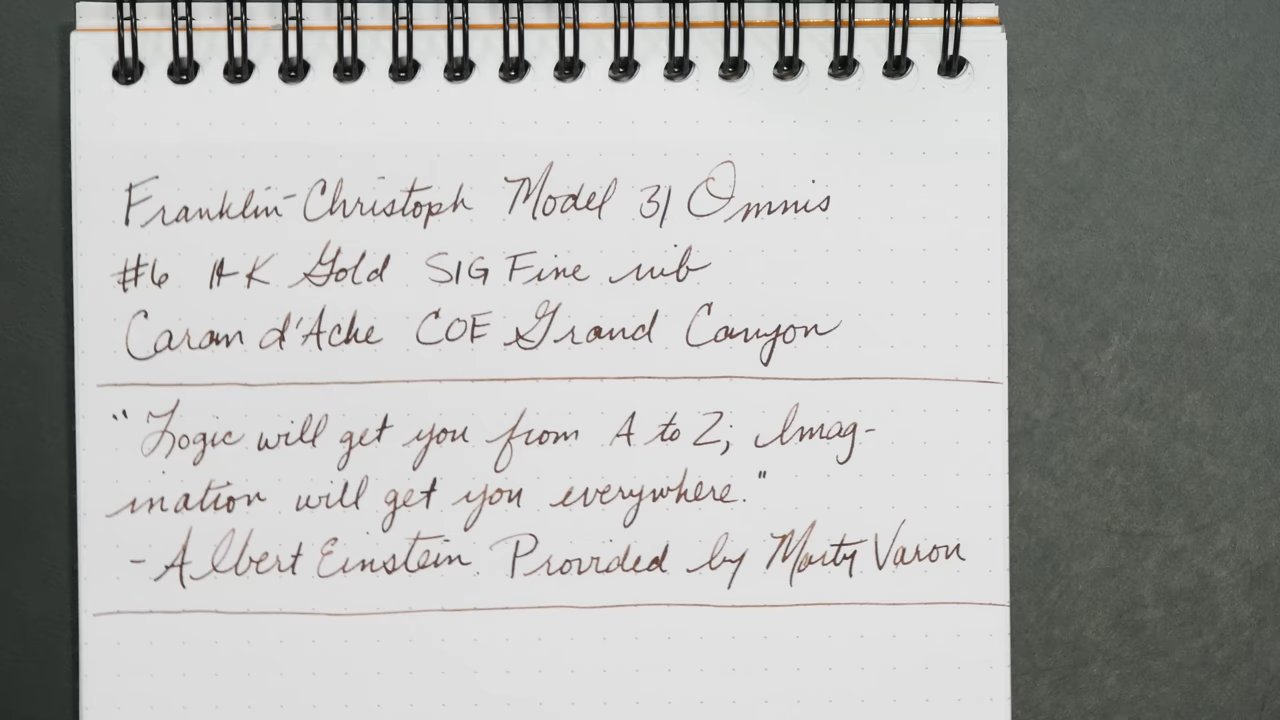 Franklin-Christoph Model 31 Omnis
#6 14K Gold SIG Fine nib
Caran d'Ache COE Grand Canyon
"Logic will get you from A to Z; Imag-
ination will get you everywhere."
-Albert Einstein Provided by Marty Varon